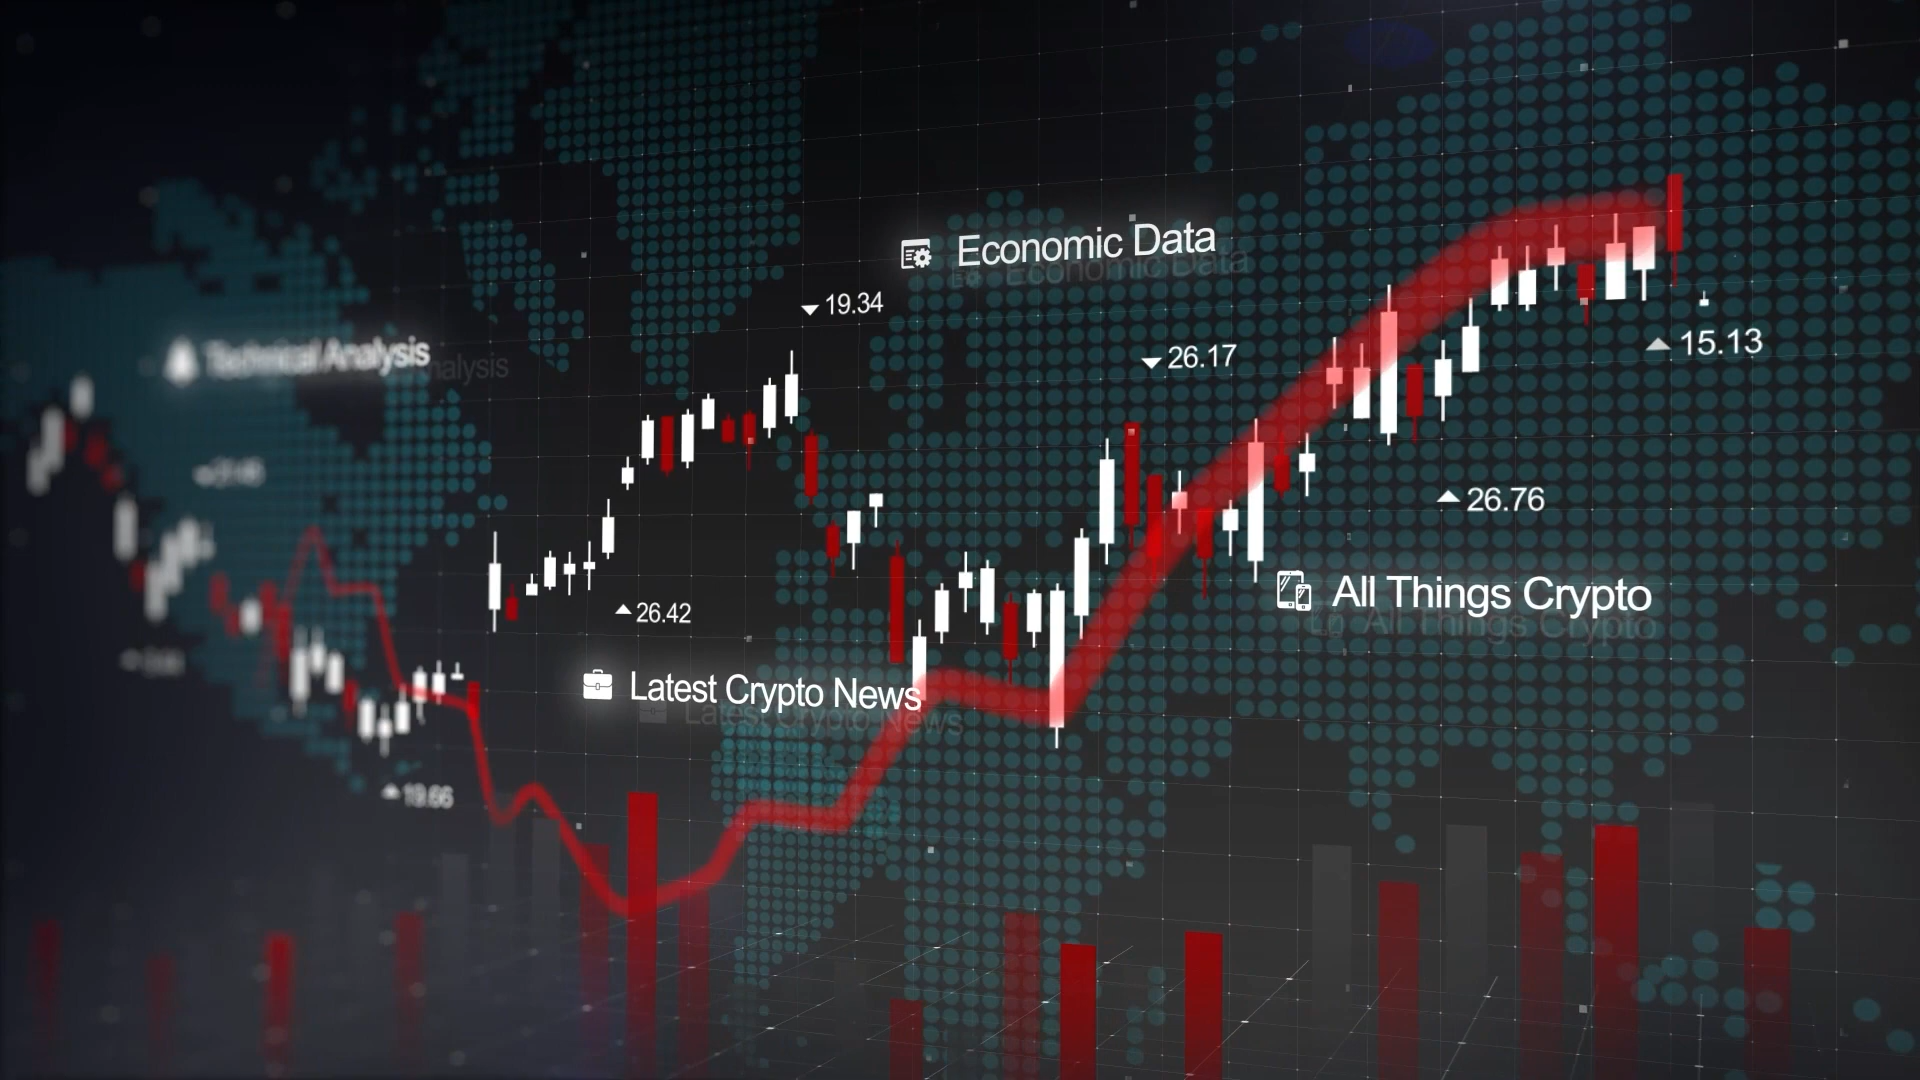 Economic Data
▼ 19.34
Technical Analysis
▼ 26.17
▲ 15.13
▲ 26.76
All Things Crypto
▲ 26.42
Latest Crypto News
▲ 19.66